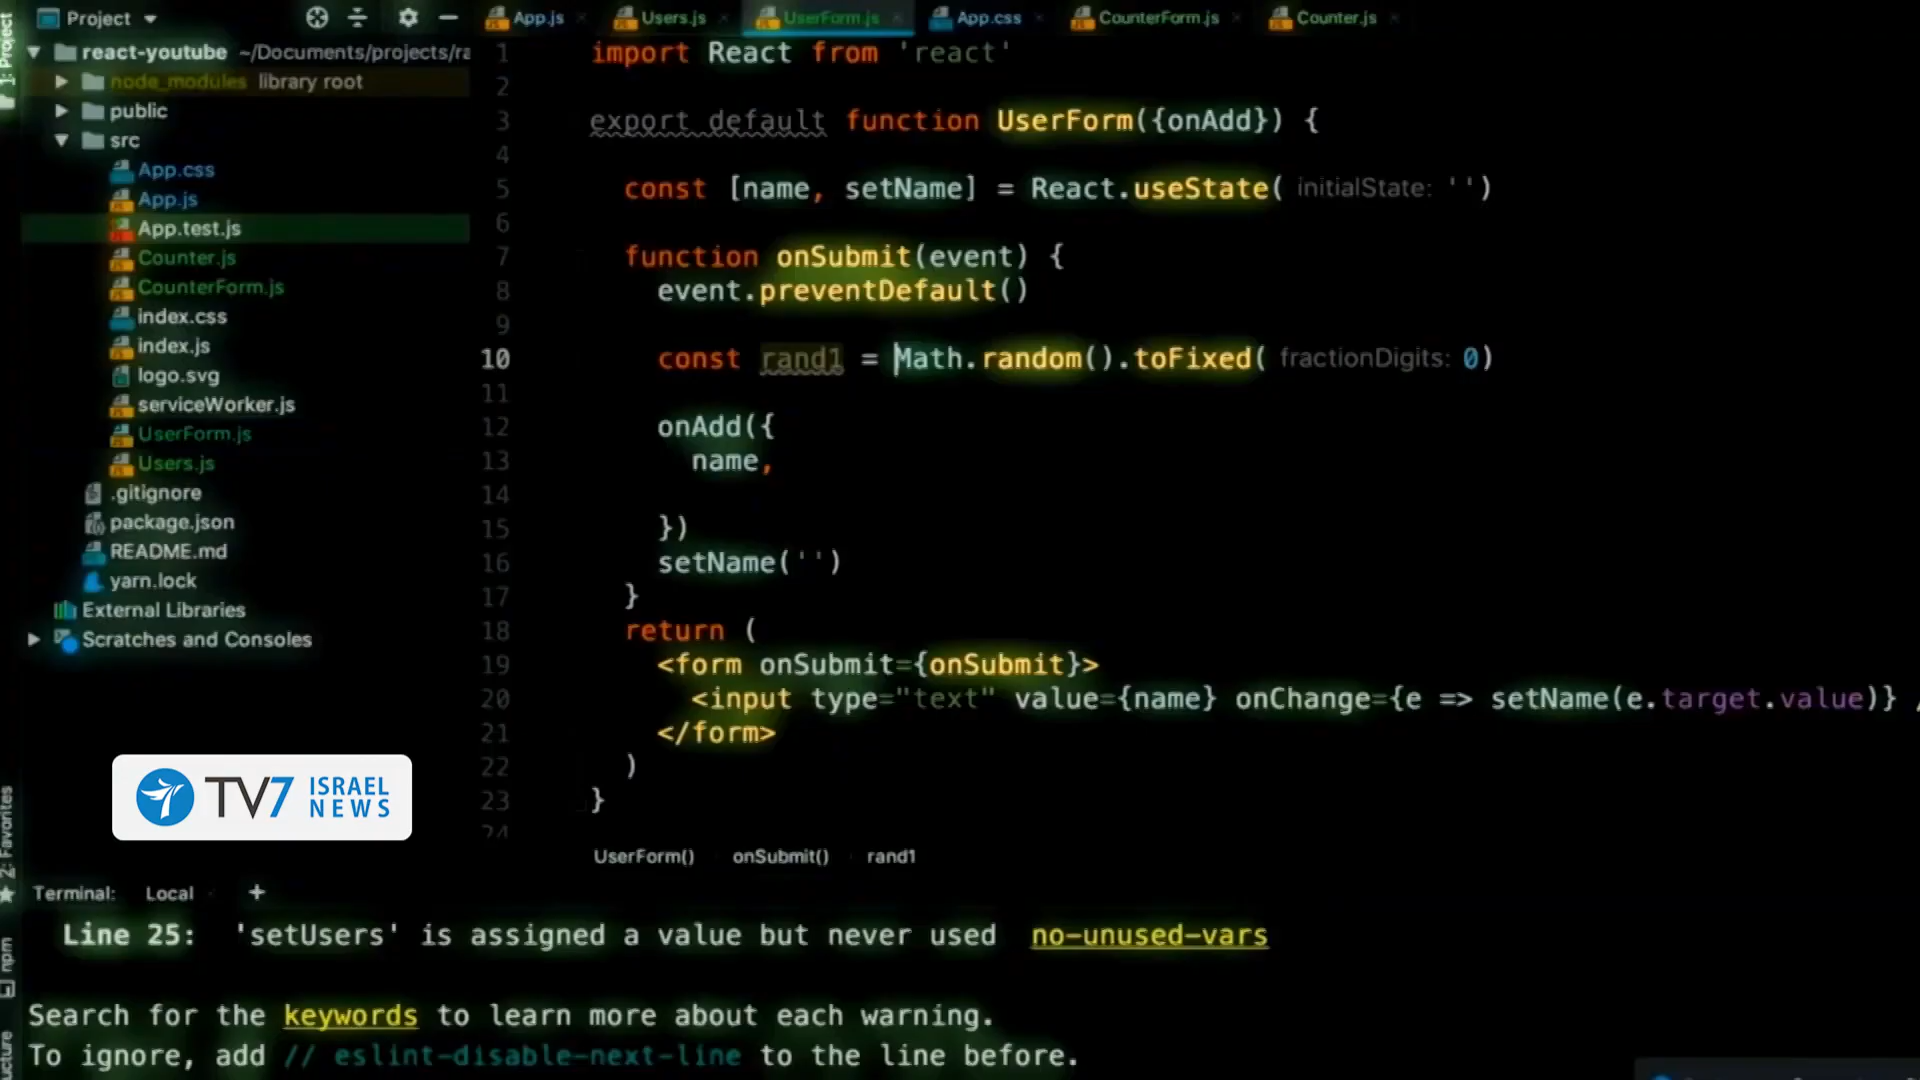 Project
App.js
Users.js
UserForm.js
App.css
CounterForm.js
Counter.js
1: Project
react-youtube ~/Documents/projects/ra
node_modules library root
public
src
App.css
App.js
App.test.js
Counter.js
CounterForm.js
index.css
index.js
logo.svg
serviceWorker.js
UserForm.js
Users.js
.gitignore
package.json
README.md
yarn.lock
External Libraries
Scratches and Consoles
1 import React from 'react'
2
3 export default function UserForm({onAdd}) {
4
5 const [name, setName] = React.useState( initialState: '')
6
7 function onSubmit(event) {
8 event.preventDefault()
9
10 const rand1 = Math.random().toFixed( fractionDigits: 0)
11
12 onAdd({
13 name,
14
15 })
16 setName('')
17 }
18 return (
19 <form onSubmit={onSubmit}>
20 <input type="text" value={name} onChange={e => setName(e.target.value)} /
21 </form>
22 )
23 }
24
TV7 ISRAEL NEWS
UserForm() onSubmit() rand1
2: Favorites
npm
Terminal: Local +
Line 25: 'setUsers' is assigned a value but never used no-unused-vars
Search for the keywords to learn more about each warning.
To ignore, add // eslint-disable-next-line to the line before.